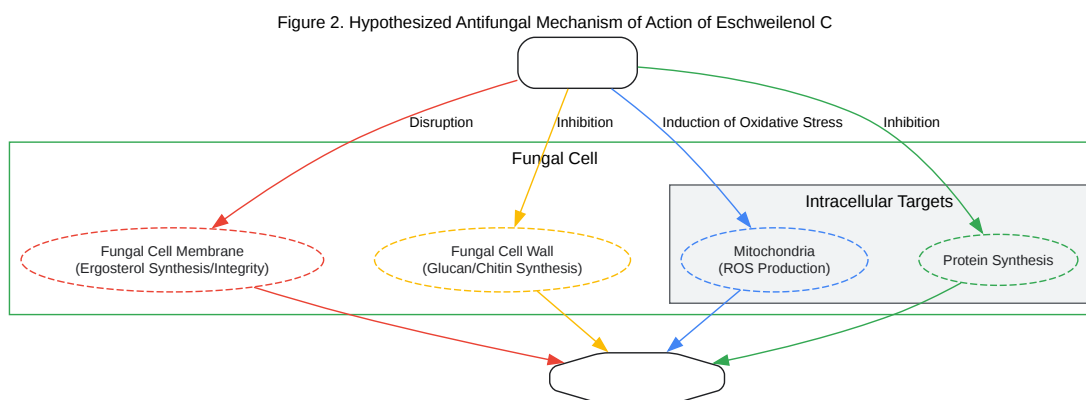 Figure 2. Hypothesized Antifungal Mechanism of Action of Eschweilenol C
Disruption
Inhibition
Induction of Oxidative Stress
Inhibition
Fungal Cell
Intracellular Targets
Fungal Cell Membrane
(Ergosterol Synthesis/Integrity)
Fungal Cell Wall
(Glucan/Chitin Synthesis)
Mitochondria
(ROS Production)
Protein Synthesis